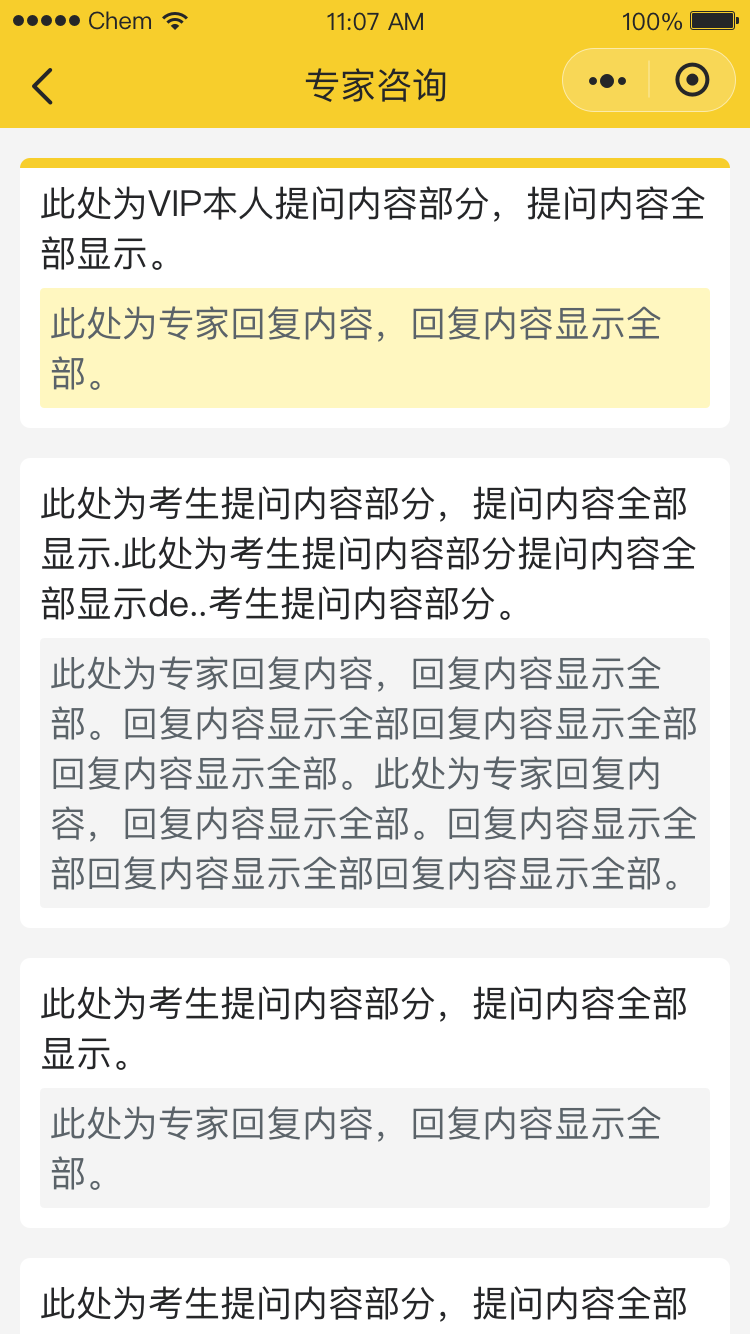 Chem 11:07 AM 100%
专家咨询
此处为VIP本人提问内容部分，提问内容全
部显示。
此处为专家回复内容，回复内容显示全
部。
此处为考生提问内容部分，提问内容全部
显示.此处为考生提问内容部分提问内容全
部显示de..考生提问内容部分。
此处为专家回复内容，回复内容显示全
部。回复内容显示全部回复内容显示全部
回复内容显示全部。此处为专家回复内
容，回复内容显示全部。回复内容显示全
部回复内容显示全部回复内容显示全部。
此处为考生提问内容部分，提问内容全部
显示。
此处为专家回复内容，回复内容显示全
部。
此处为考生提问内容部分，提问内容全部